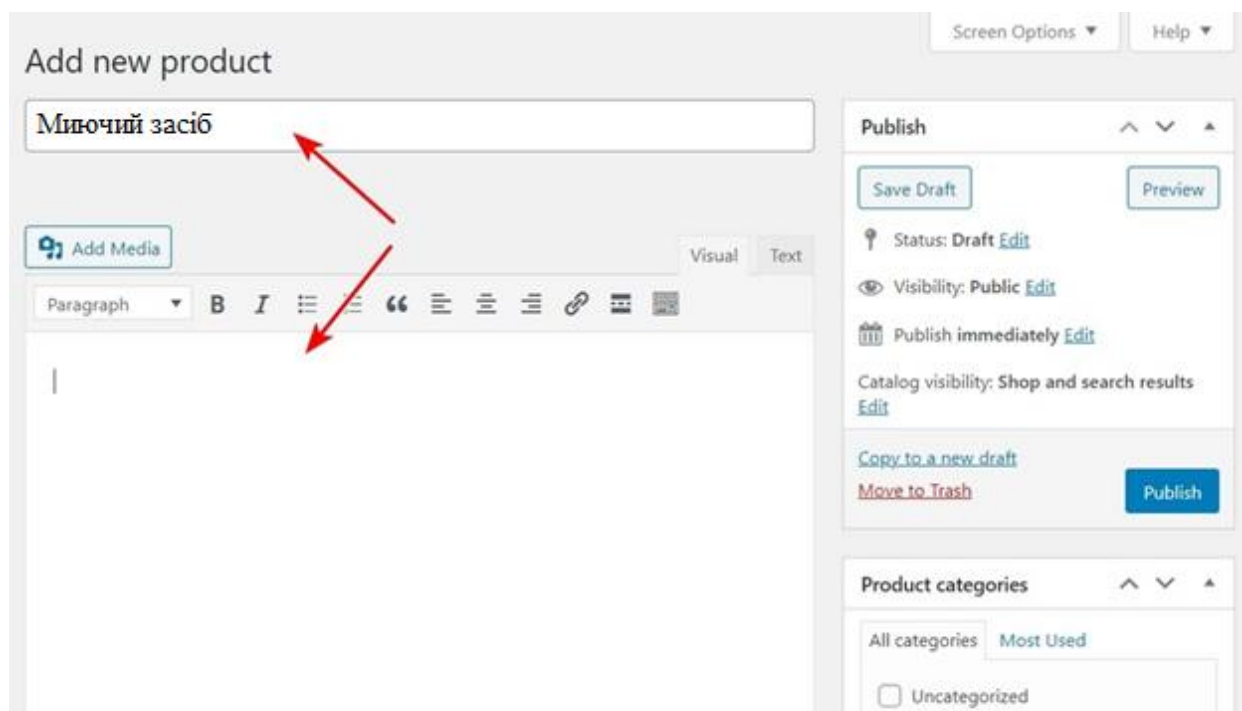 Screen Options ▼ Help ▼
Add new product
Миючий засіб
Add Media
Visual Text
Paragraph ▼ B I “
Publish
Save Draft Preview
Status: Draft Edit
Visibility: Public Edit
Publish immediately Edit
Catalog visibility: Shop and search results
Edit
Copy to a new draft
Move to Trash
Publish
Product categories
All categories Most Used
Uncategorized